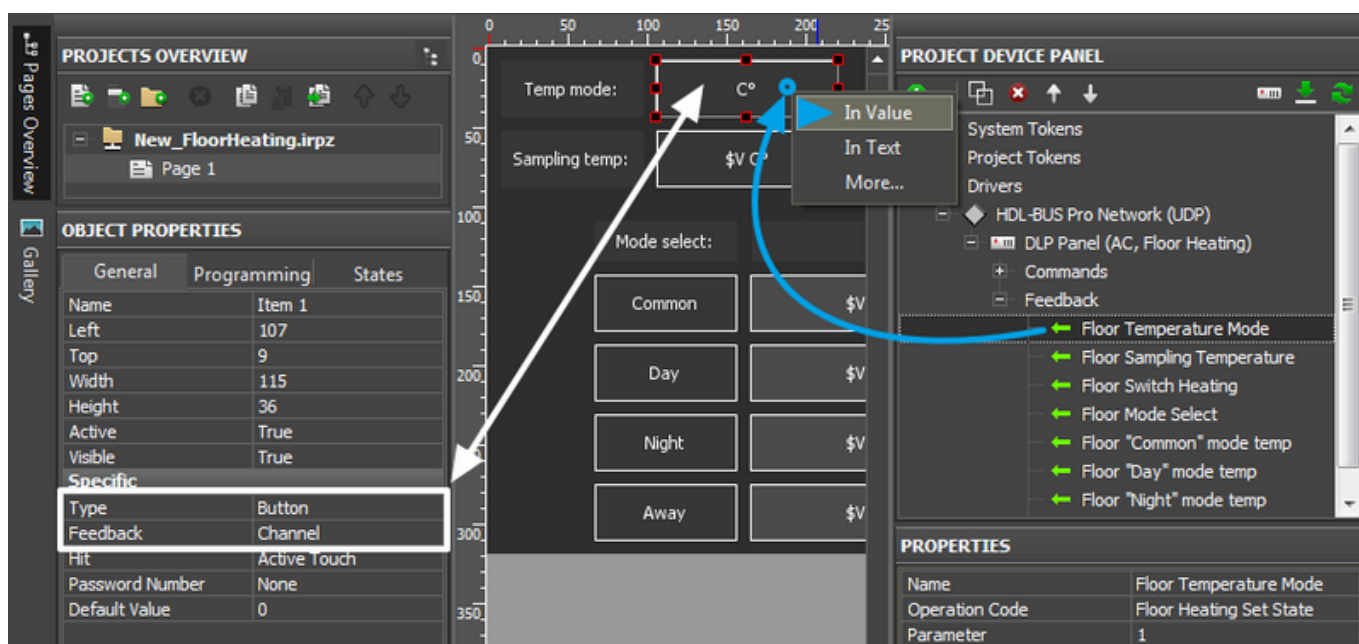 Pages Overview
Gallery
PROJECTS OVERVIEW
New_FloorHeating.irpz
Page 1
OBJECT PROPERTIES
General Programming States
Name Item 1
Left 107
Top 9
Width 115
Height 36
Active True
Visible True
Specific
Type Button
Feedback Channel
Hit Active Touch
Password Number None
Default Value 0
0 50 100 150 200 25
0
50
100
150
200
300
350
Temp mode: C°
Sampling temp: $V C°
Mode select:
Common $V
Day $V
Night $V
Away $V
In Value
In Text
More...
PROJECT DEVICE PANEL
System Tokens
Project Tokens
Drivers
HDL-BUS Pro Network (UDP)
DLP Panel (AC, Floor Heating)
Commands
Feedback
Floor Temperature Mode
Floor Sampling Temperature
Floor Switch Heating
Floor Mode Select
Floor "Common" mode temp
Floor "Day" mode temp
Floor "Night" mode temp
PROPERTIES
Name Floor Temperature Mode
Operation Code Floor Heating Set State
Parameter 1